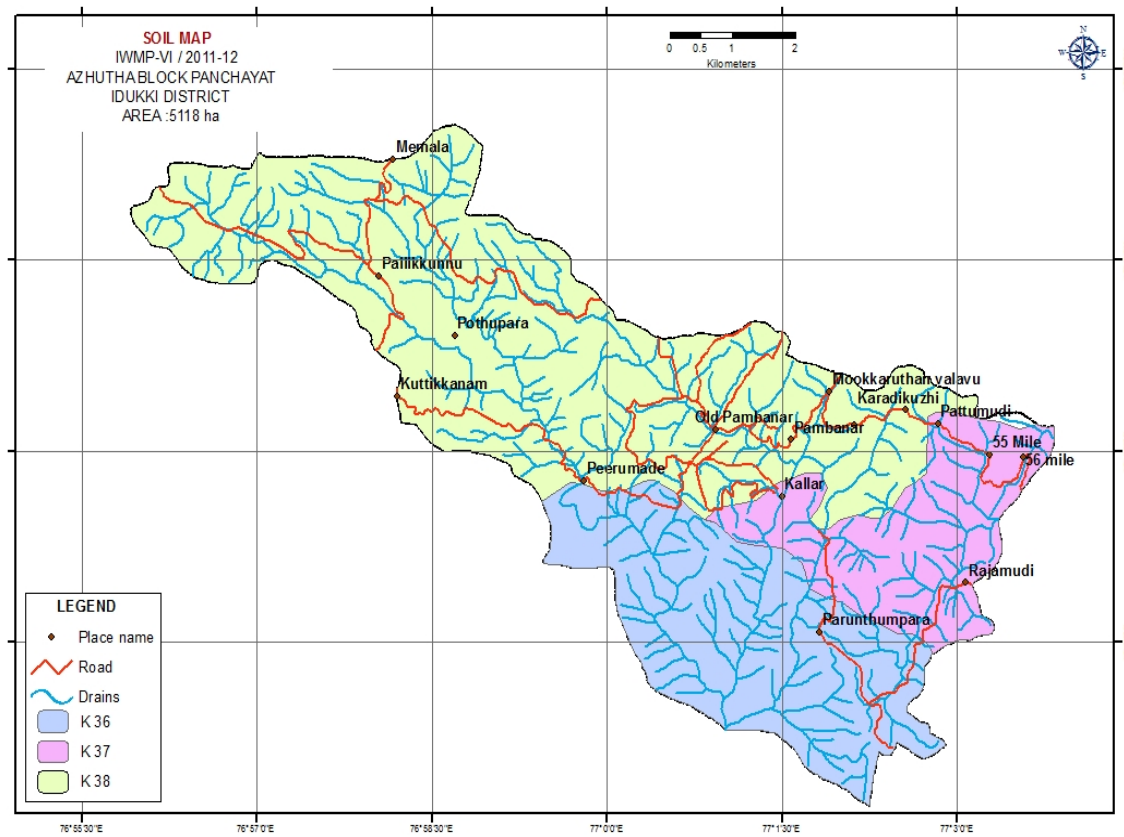 SOIL MAP
IWMP-VI / 2011-12
AZHUTHA BLOCK PANCHAYAT
IDUKKI DISTRICT
AREA :5118 ha
0 0.5 1 2
Kilometers
N
W E
S
Memala
Pallikkunnu
Pothupara
Kuttikkanam
Mookkaruthan valavu
Karadikuzhi
Pattumudi
Old Pambanar
Pambanar
55 Mile
56 mile
Peerumade
Kallar
Rajamudi
Parunthumpara
LEGEND
Place name
Road
Drains
K 36
K 37
K 38
76°55'30"E 76°57'0"E 76°58'30"E 77°0'0"E 77°1'30"E 77°3'0"E